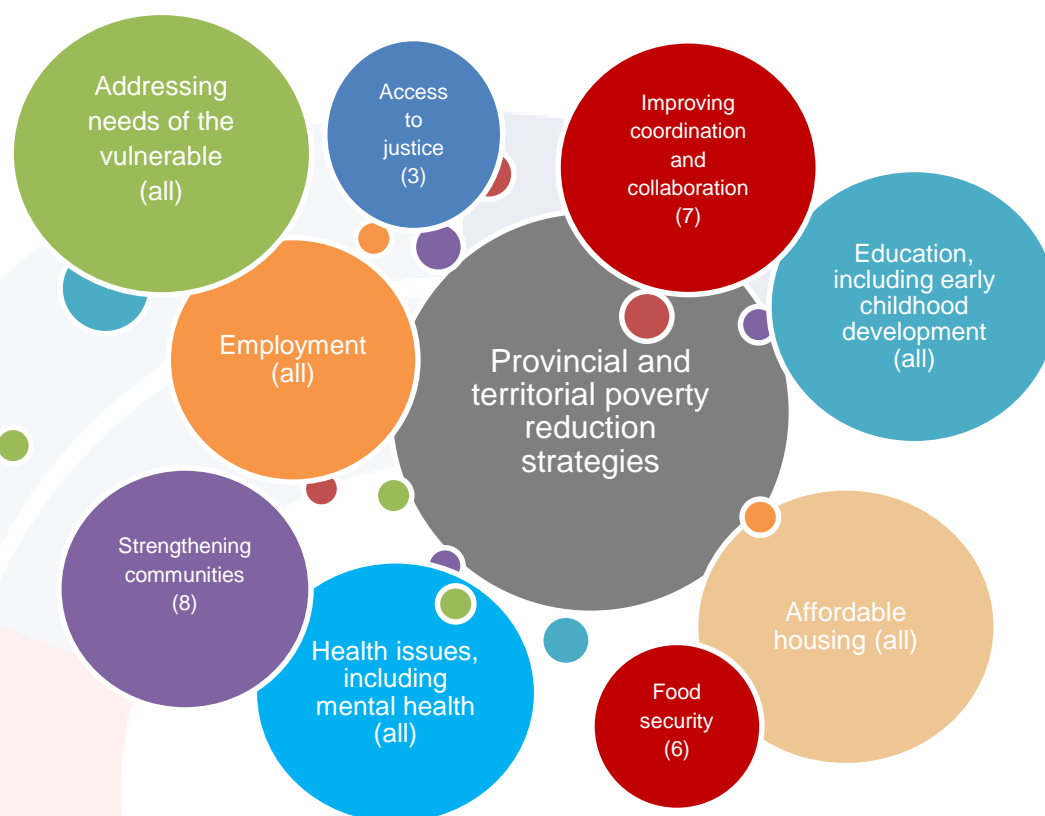 Addressing
needs of the
vulnerable
(all)
Access
to
justice
(3)
Improving
coordination
and
collaboration
(7)
Education,
including early
childhood
development
(all)
Employment
(all)
Provincial and
territorial poverty
reduction
strategies
Strengthening
communities
(8)
Health issues,
including
mental health
(all)
Food
security
(6)
Affordable
housing (all)